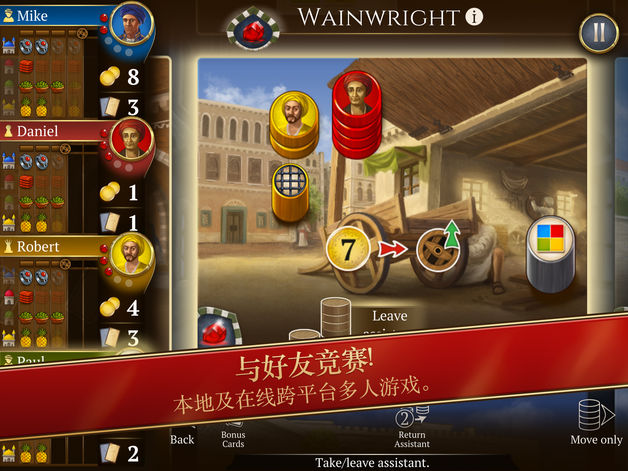 Mike
WAINWRIGHT i
8
3
Daniel
1
1
Robert
7
4
Leave
3
Paul
与好友竞赛!
本地及在线跨平台多人游戏。
2
Back
Bonus
Cards
2
Return
Assistant
Move only
Take/leave assistant.